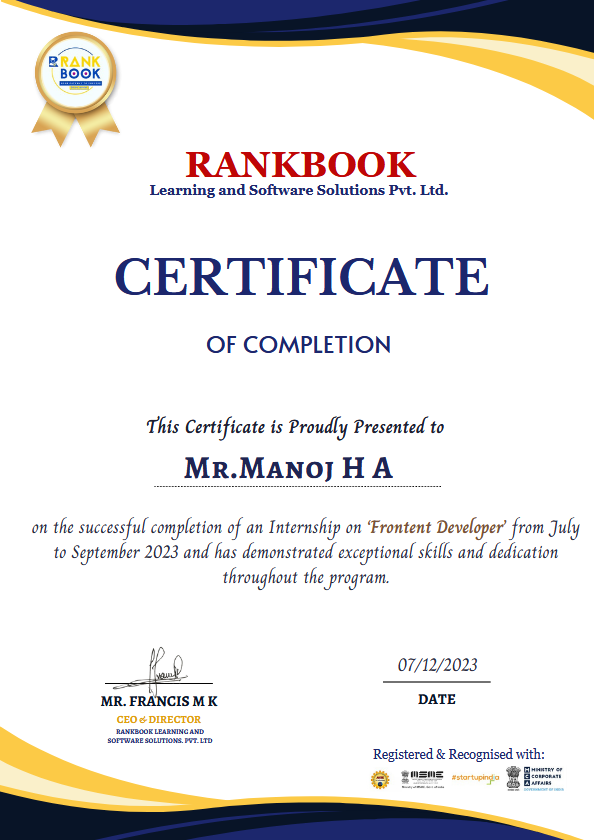 RANK
BOOK
RANKBOOK
Learning and Software Solutions Pvt. Ltd.
CERTIFICATE
OF COMPLETION
This Certificate is Proudly Presented to
Mr.Manoj H A
on the successful completion of an Internship on ‘Frontent Developer’ from July
to September 2023 and has demonstrated exceptional skills and dedication
throughout the program.
07/12/2023
MR. FRANCIS M K
DATE
CEO & DIRECTOR
RANKBOOK LEARNING AND
SOFTWARE SOLUTIONS. PVT. LTD
Registered & Recognised with:
#startupindia
MINISTRY OF
CORPORATE
AFFAIRS
GOVERNMENT OF INDIA